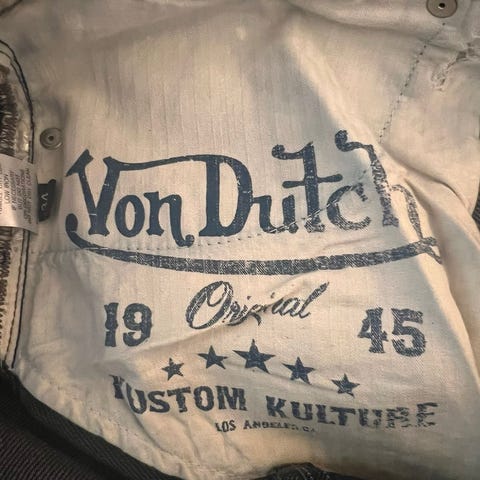 Von Dutch
Original
19 45
KUSTOM KULTURE
LOS ANGELES CA